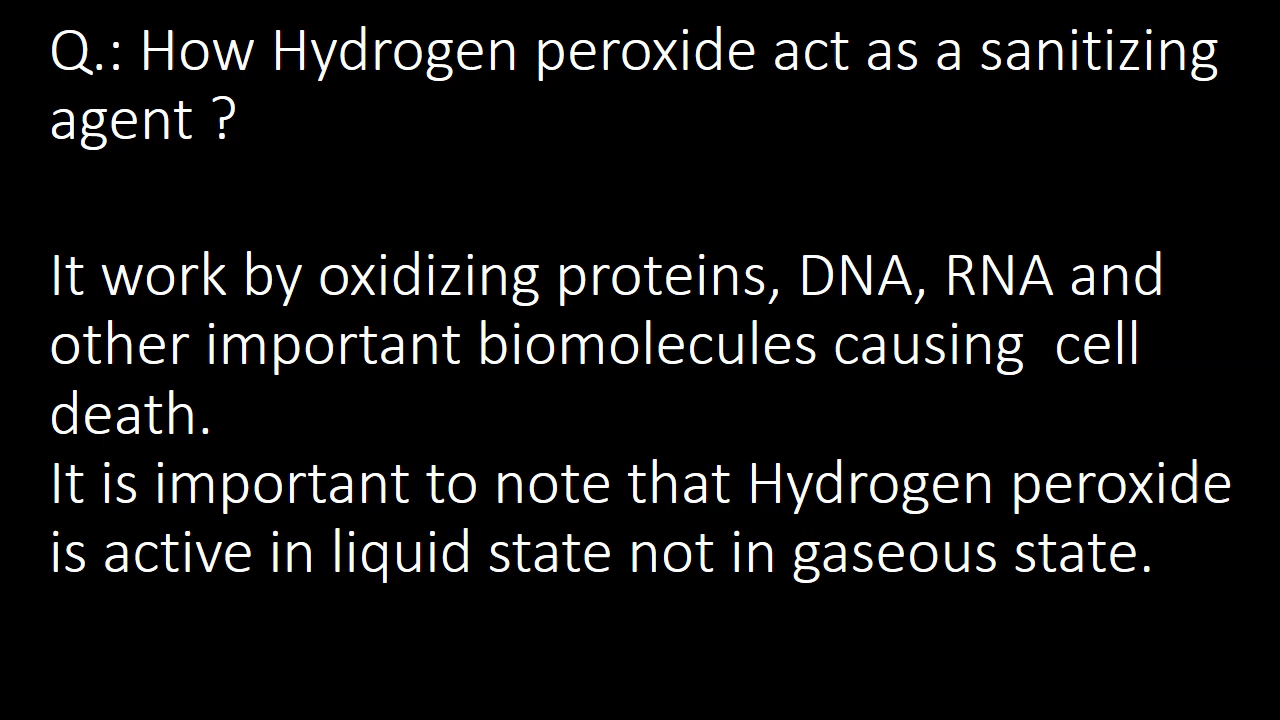 Q.: How Hydrogen peroxide act as a sanitizing
agent ?
It work by oxidizing proteins, DNA, RNA and
other important biomolecules causing  cell
death.
It is important to note that Hydrogen peroxide
is active in liquid state not in gaseous state.